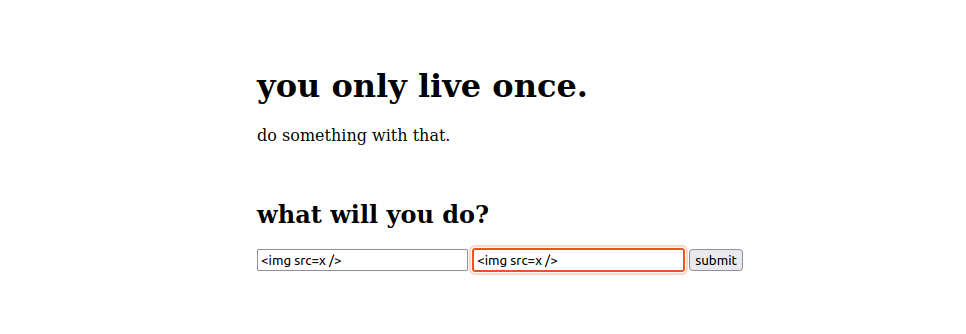 you only live once.
do something with that.
what will you do?
<img src=x /> <img src=x /> submit